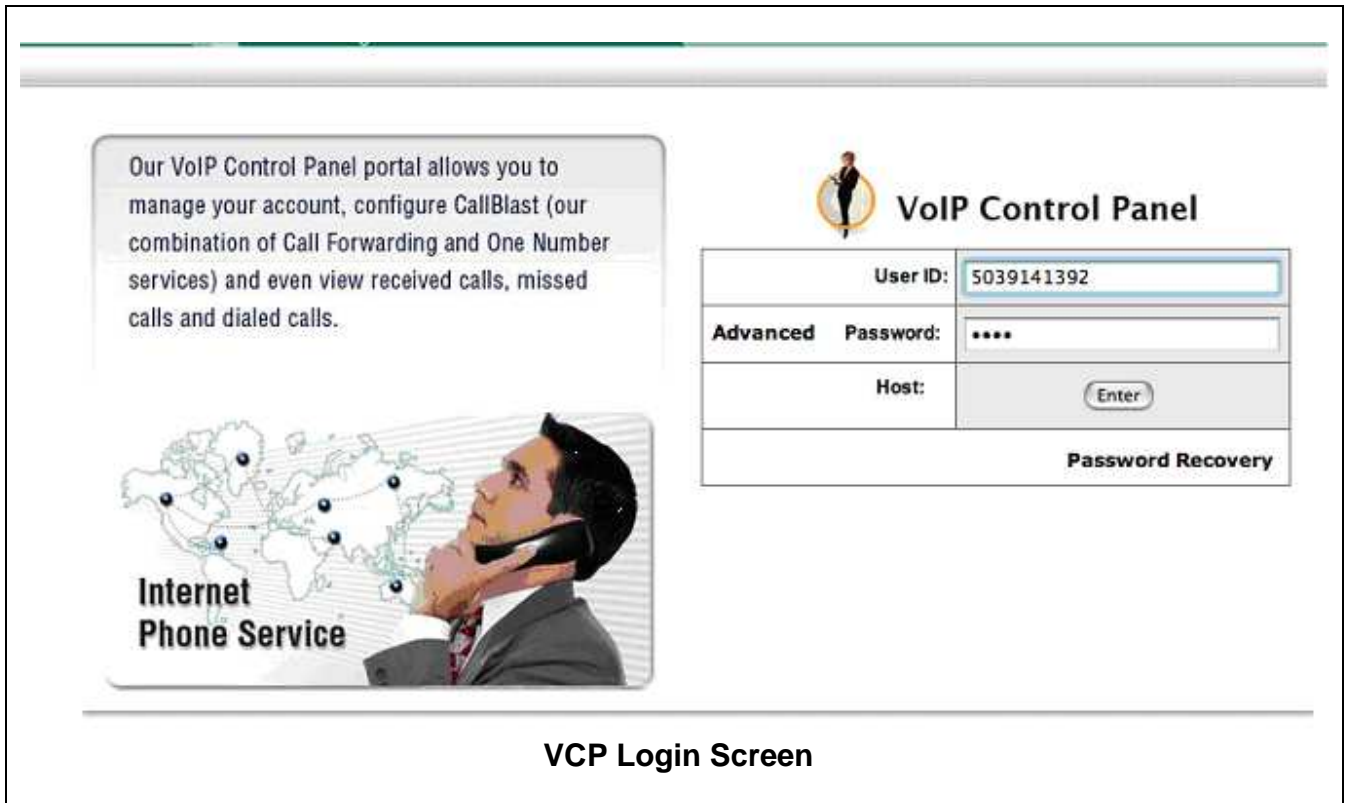 Our VoIP Control Panel portal allows you to
manage your account, configure CallBlast (our
combination of Call Forwarding and One Number
services) and even view received calls, missed
calls and dialed calls.
VoIP Control Panel
User ID: 5039141392
Advanced Password: ••••
Host: Enter
Password Recovery
Internet
Phone Service
VCP Login Screen